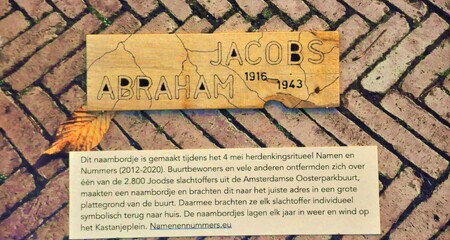 JACOBS
ABRAHAM 1916 1943
Dit naambordje is gemaakt tijdens het 4 mei herdenkingsritueel Namen en
Nummers (2012-2020). Buurtbewoners en vele anderen ontfermden zich over
één van de 2.800 Joodse slachtoffers uit de Amsterdamse Oosterparkbuurt,
maakten een naambordje en brachten dit naar het juiste adres in een grote
plattegrond van de buurt. Daarmee brachten ze elk slachtoffer individueel
symbolisch terug naar huis. De naambordjes lagen elk jaar in weer en wind op
het Kastanjeplein. Namenennummers.eu